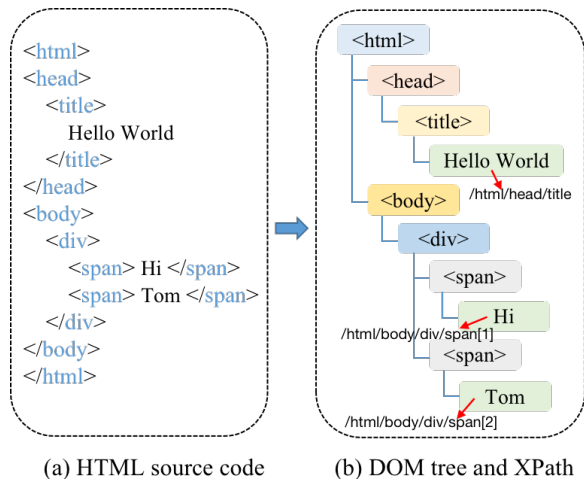 <html>
<head>
<title>
Hello World
</title>
</head>
<body>
<div>
<span> Hi </span>
<span> Tom </span>
</div>
</body>
</html>
(a) HTML source code
<html>
<head>
<title>
Hello World
/html/head/title
<body>
<div>
<span>
Hi
/html/body/div/span[1]
<span>
Tom
/html/body/div/span[2]
(b) DOM tree and XPath